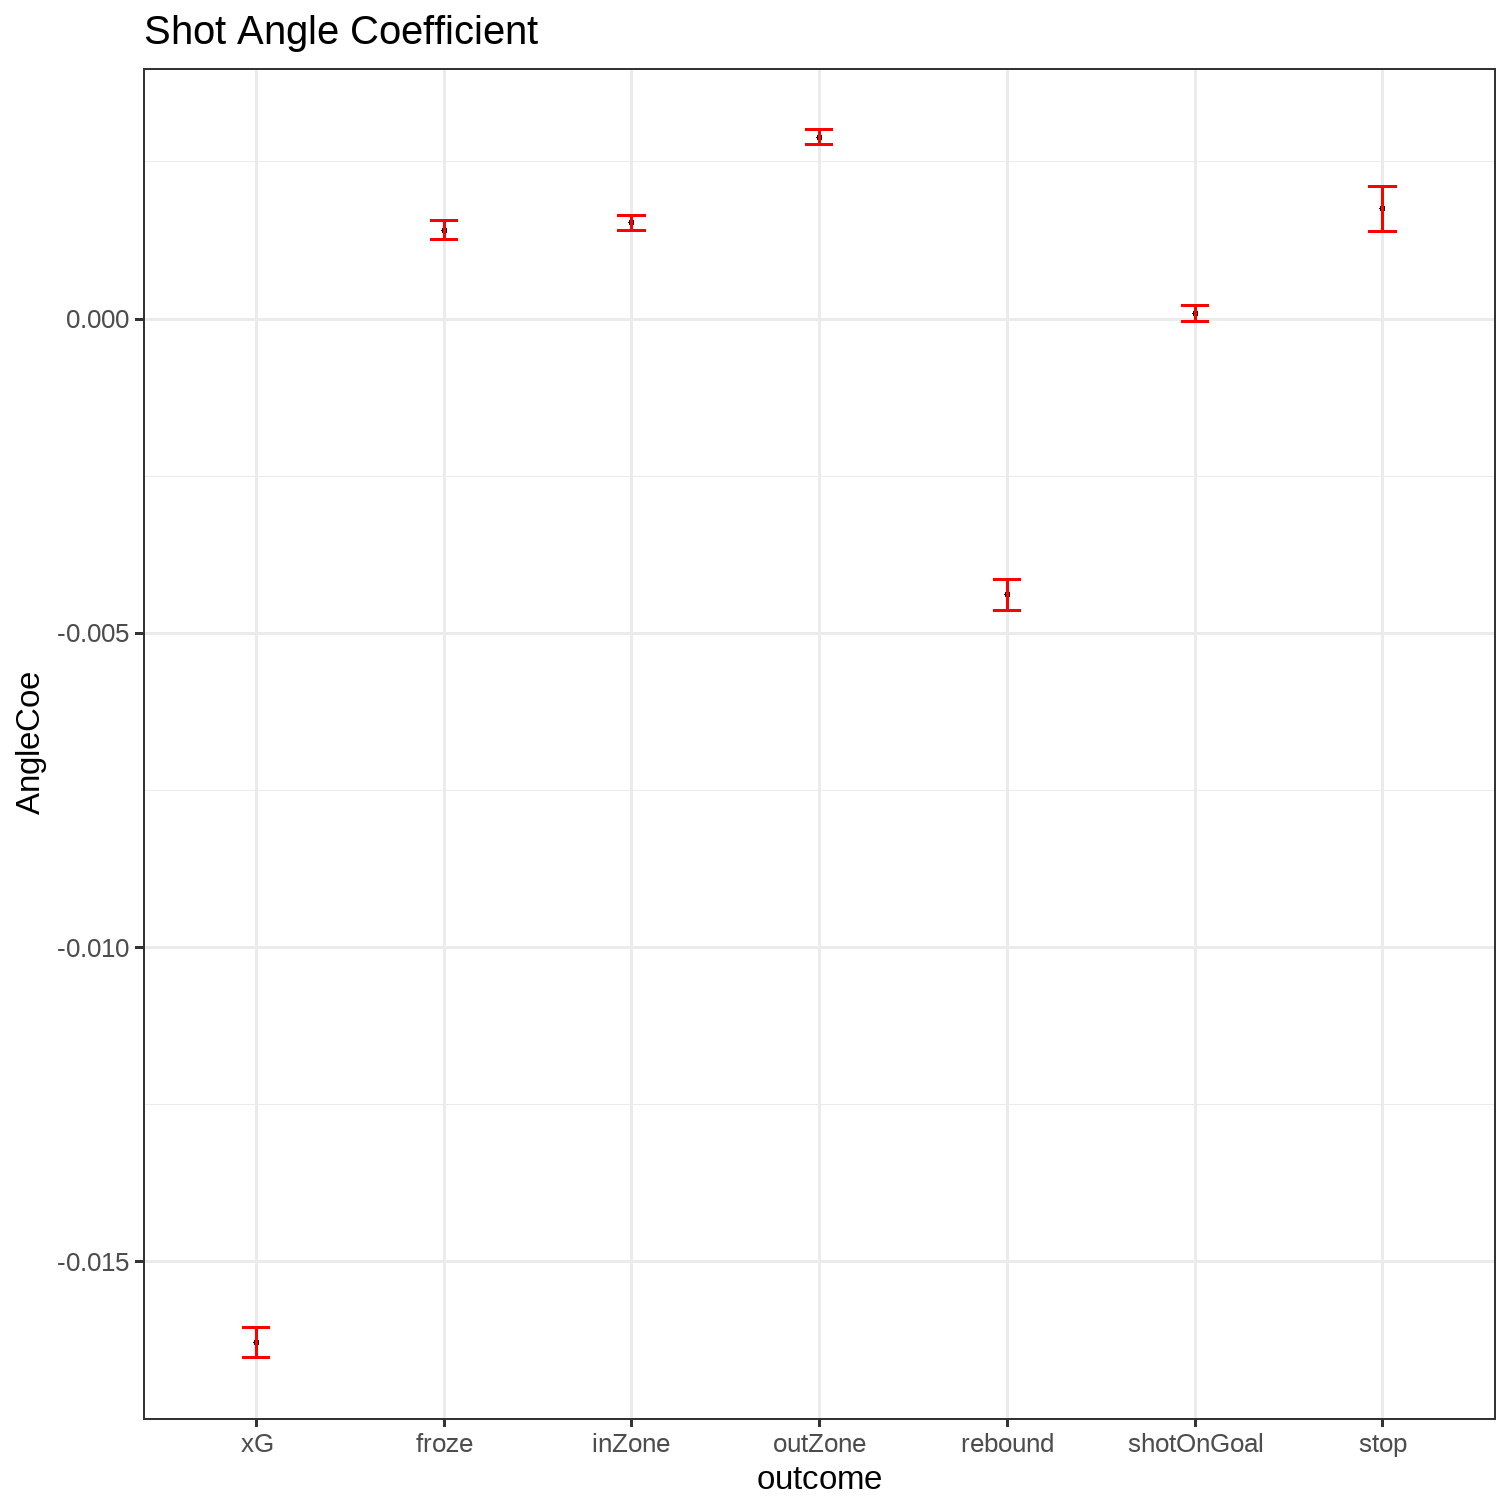 Shot Angle Coefficient
AngleCoe
0.000
-0.005
-0.010
-0.015
xG froze inZone outZone rebound shotOnGoal stop
outcome